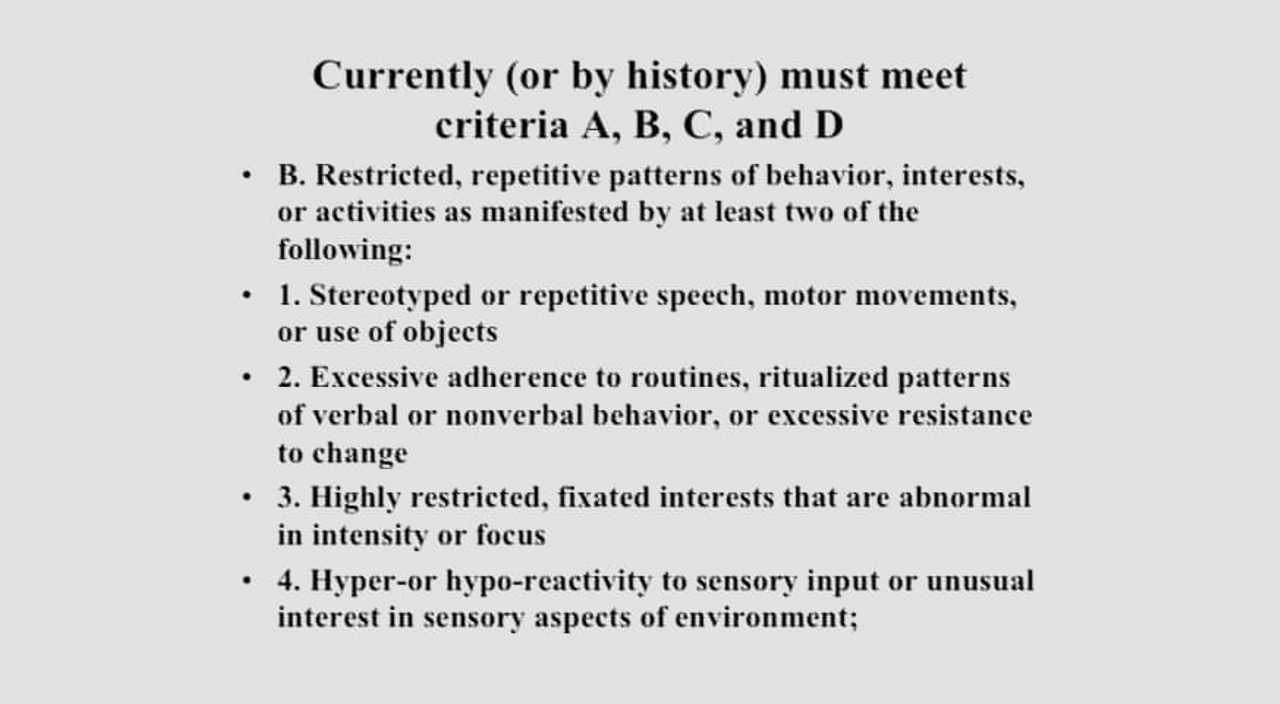 Currently (or by history) must meet
criteria A, B, C, and D
• B. Restricted, repetitive patterns of behavior, interests,
or activities as manifested by at least two of the
following:
• 1. Stereotyped or repetitive speech, motor movements,
or use of objects
• 2. Excessive adherence to routines, ritualized patterns
of verbal or nonverbal behavior, or excessive resistance
to change
• 3. Highly restricted, fixated interests that are abnormal
in intensity or focus
• 4. Hyper-or hypo-reactivity to sensory input or unusual
interest in sensory aspects of environment;